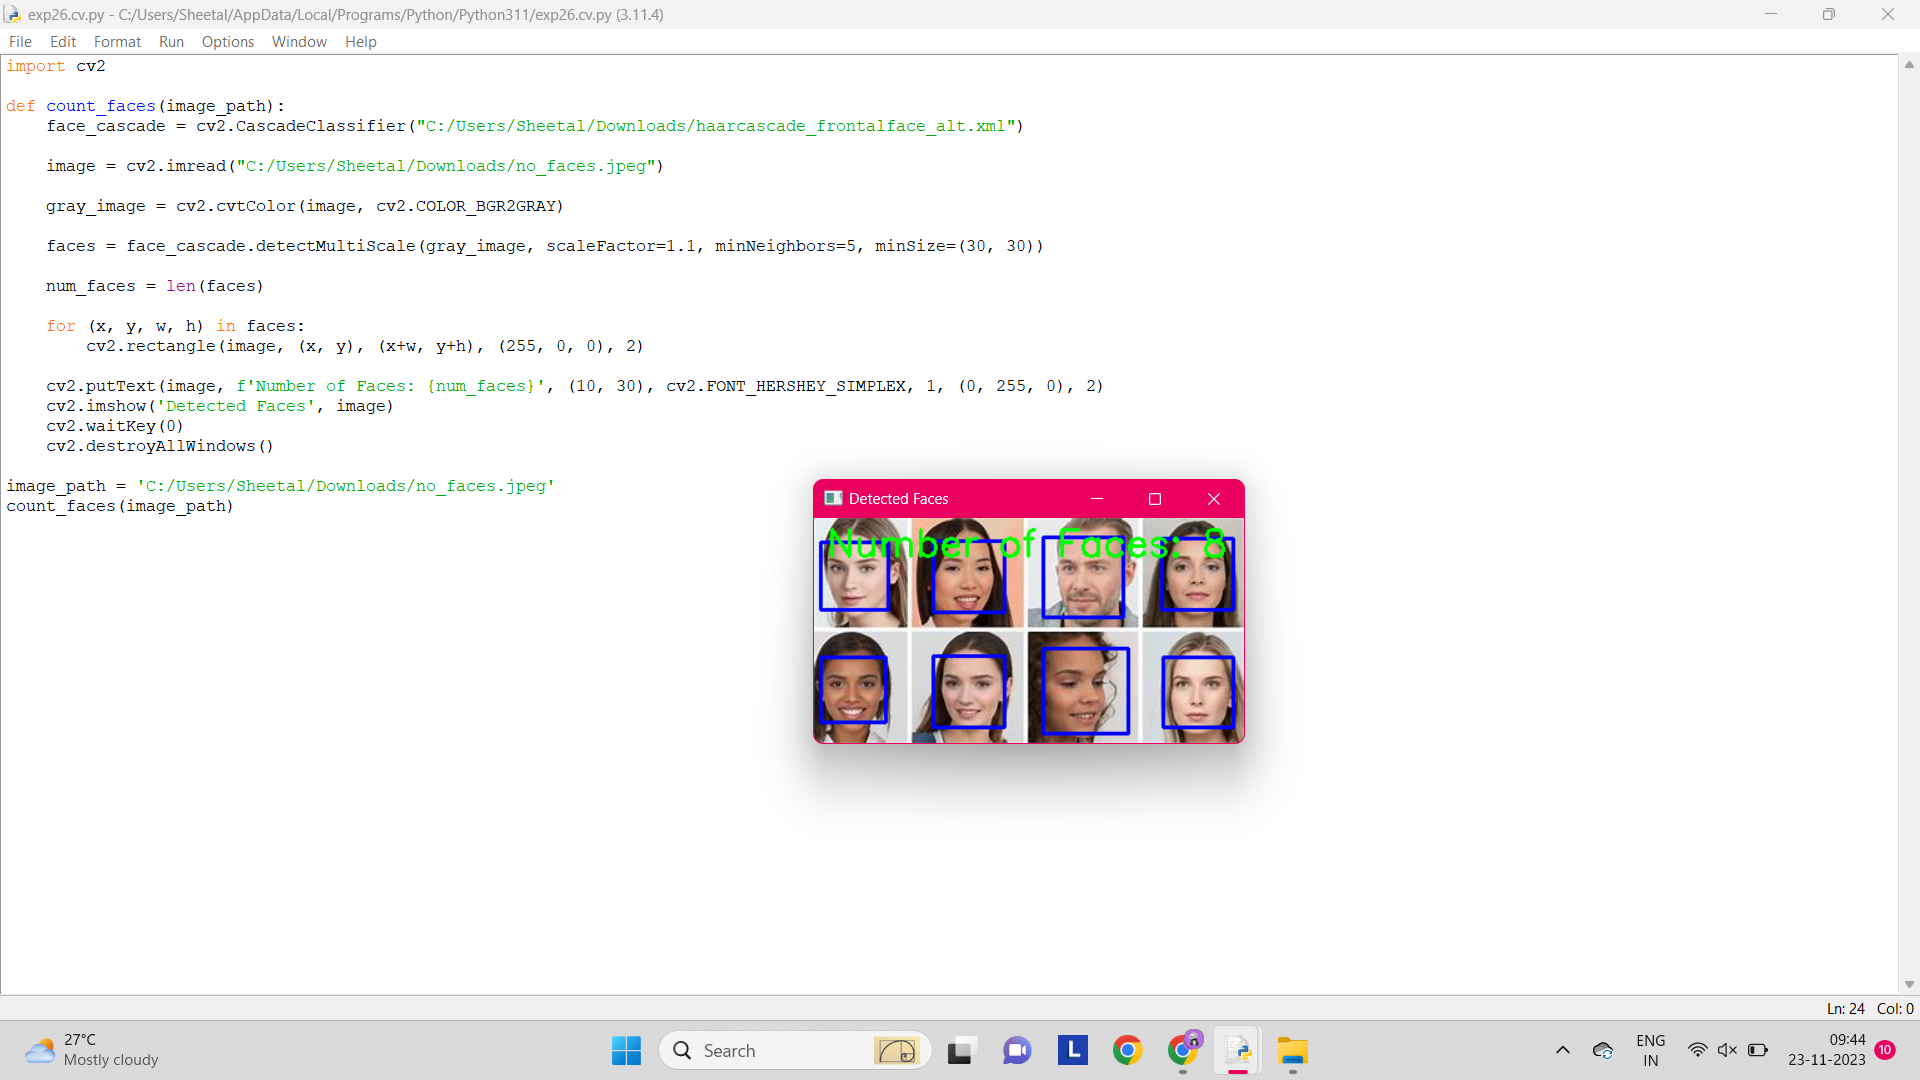 exp26.cv.py - C:/Users/Sheetal/AppData/Local/Programs/Python/Python311/exp26.cv.py (3.11.4)
File Edit Format Run Options Window Help
import cv2
def count_faces(image_path):
    face_cascade = cv2.CascadeClassifier("C:/Users/Sheetal/Downloads/haarcascade_frontalface_alt.xml")
    image = cv2.imread("C:/Users/Sheetal/Downloads/no_faces.jpeg")
    gray_image = cv2.cvtColor(image, cv2.COLOR_BGR2GRAY)
    faces = face_cascade.detectMultiScale(gray_image, scaleFactor=1.1, minNeighbors=5, minSize=(30, 30))
    num_faces = len(faces)
    for (x, y, w, h) in faces:
        cv2.rectangle(image, (x, y), (x+w, y+h), (255, 0, 0), 2)
    cv2.putText(image, f'Number of Faces: {num_faces}', (10, 30), cv2.FONT_HERSHEY_SIMPLEX, 1, (0, 255, 0), 2)
    cv2.imshow('Detected Faces', image)
    cv2.waitKey(0)
    cv2.destroyAllWindows()
image_path = 'C:/Users/Sheetal/Downloads/no_faces.jpeg'
count_faces(image_path)
Detected Faces
Number of Faces: 8
Ln: 24 Col: 0
27°C
Mostly cloudy
Search
L
ENG
IN
09:44
23-11-2023
10